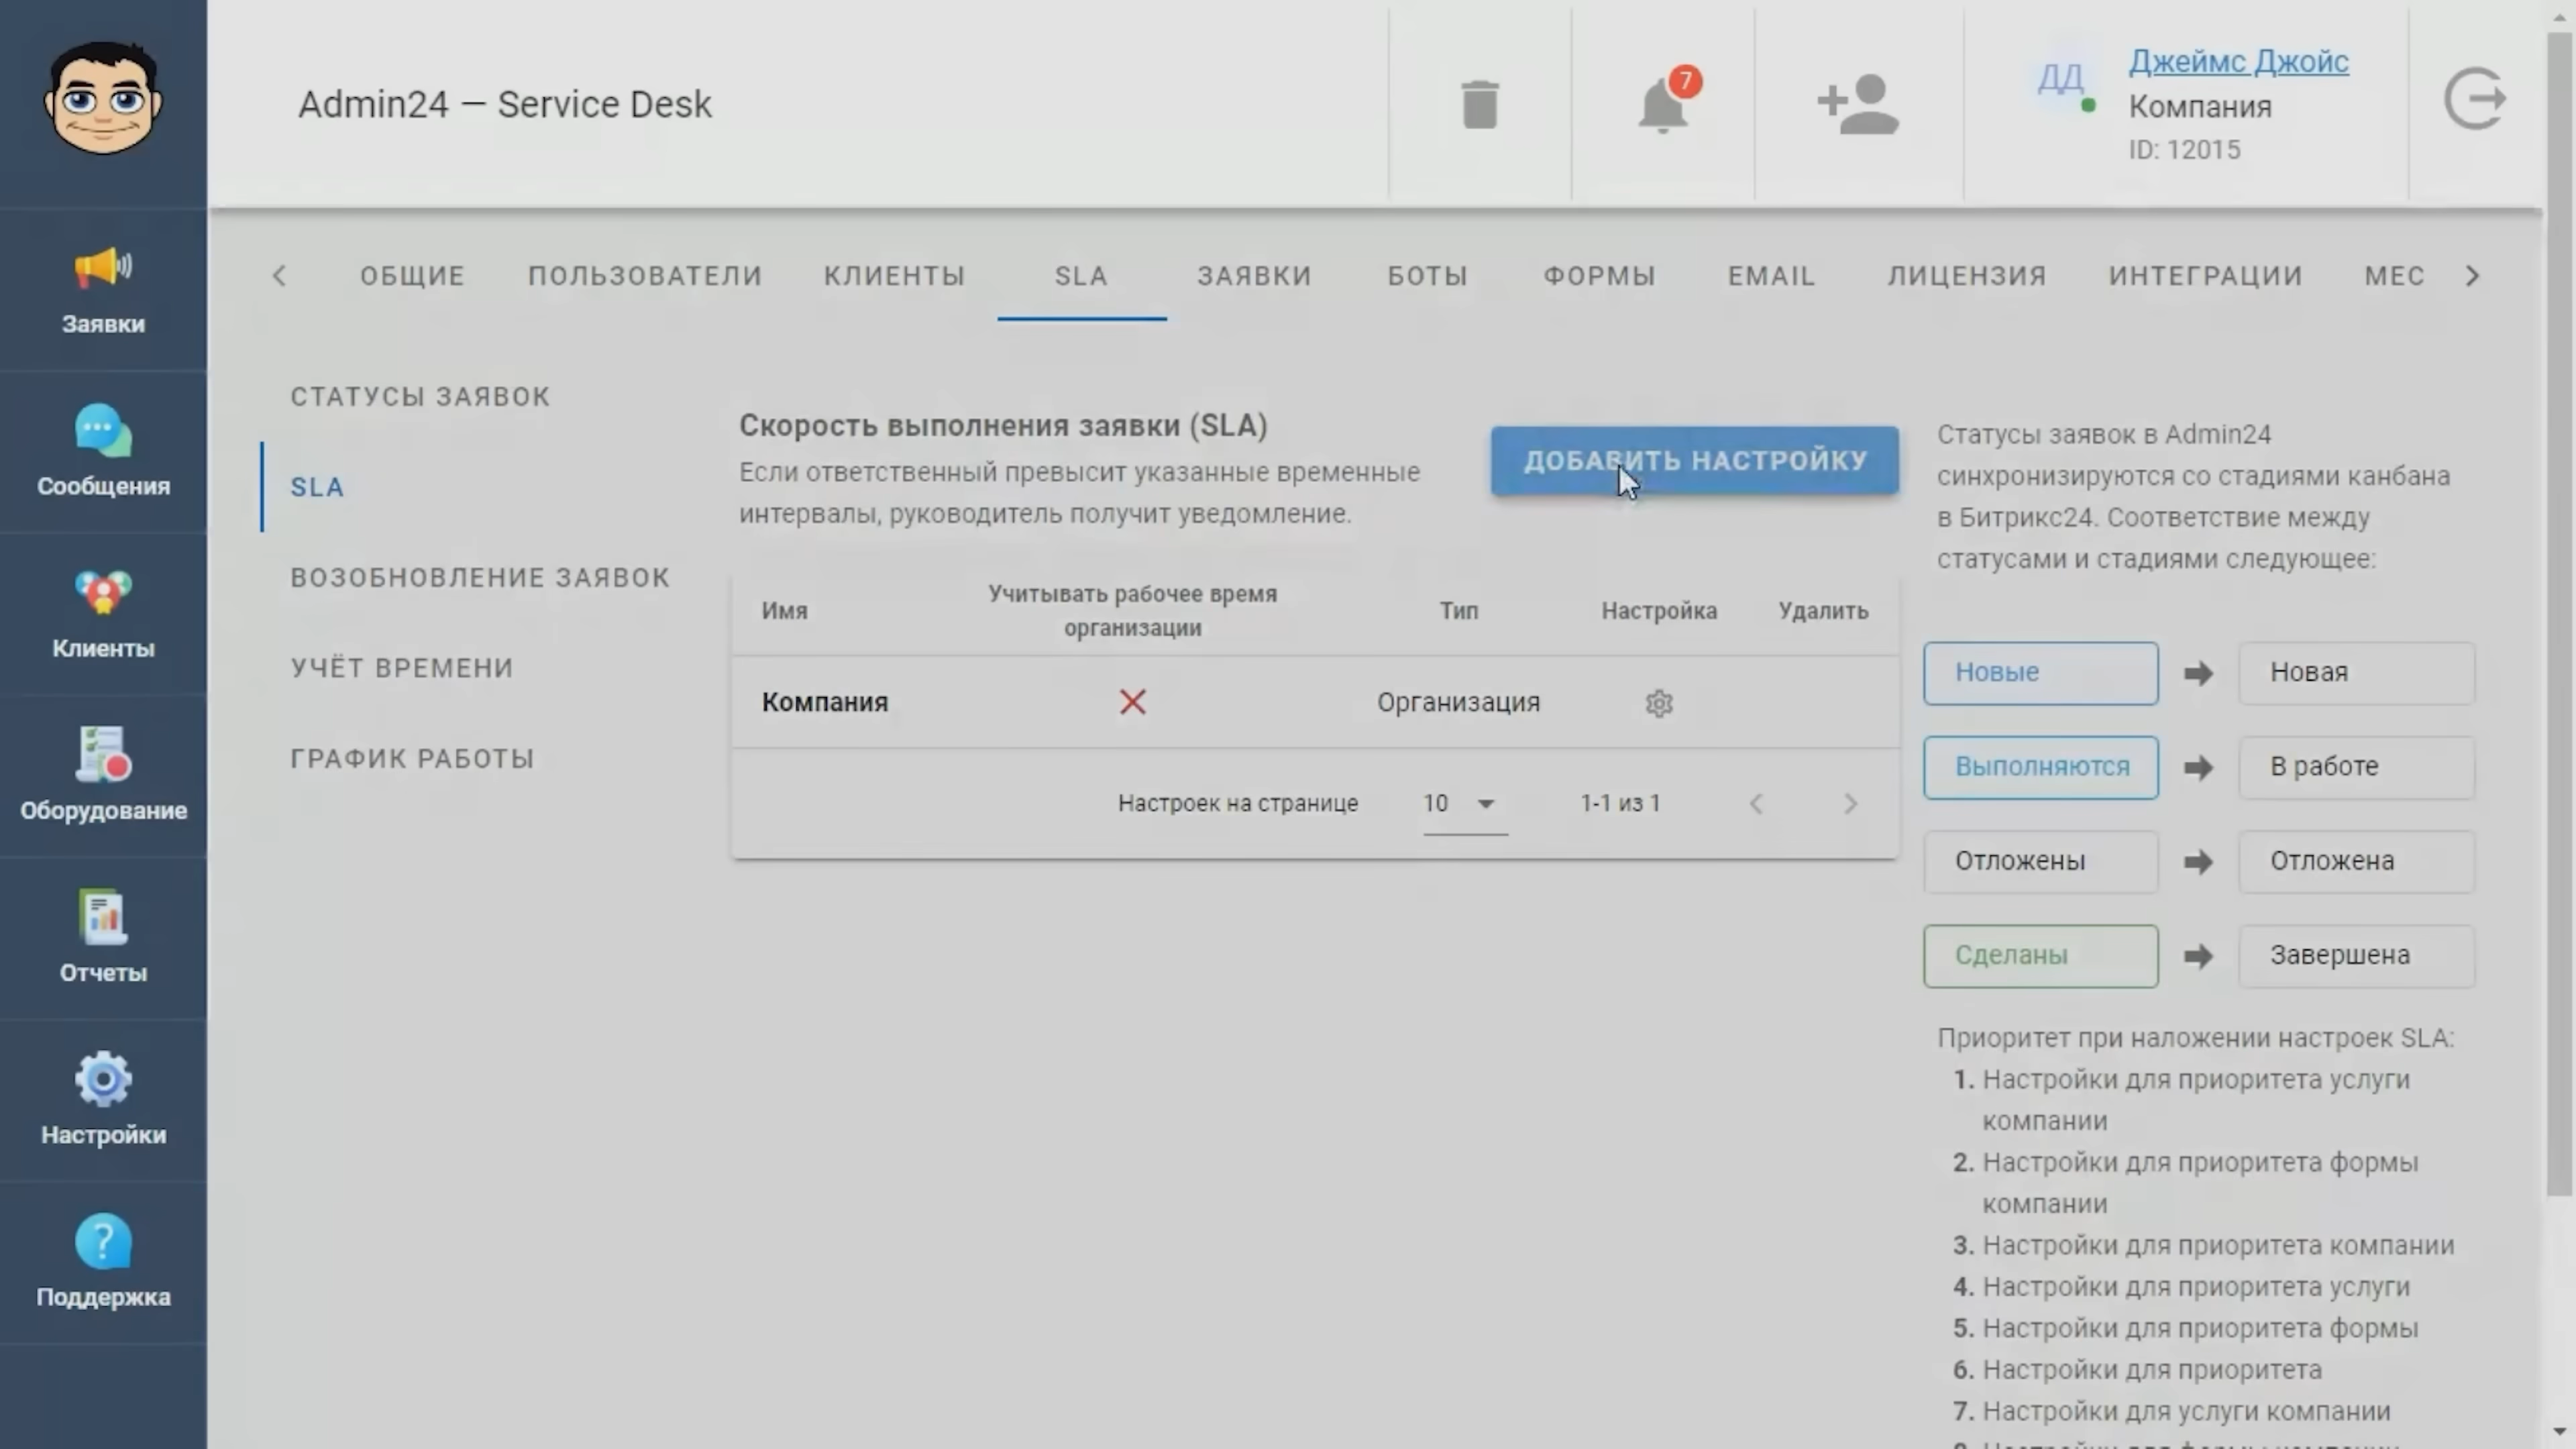 Admin24 — Service Desk
7
ДД
Джеймс Джойс
Компания
ID: 12015
Заявки
Сообщения
Клиенты
Оборудование
Отчеты
Настройки
Поддержка
ОБЩИЕ ПОЛЬЗОВАТЕЛИ КЛИЕНТЫ SLA ЗАЯВКИ БОТЫ ФОРМЫ EMAIL ЛИЦЕНЗИЯ ИНТЕГРАЦИИ МЕС
СТАТУСЫ ЗАЯВОК
SLA
ВОЗОБНОВЛЕНИЕ ЗАЯВОК
УЧЁТ ВРЕМЕНИ
ГРАФИК РАБОТЫ
Скорость выполнения заявки (SLA)
Если ответственный превысит указанные временные
интервалы, руководитель получит уведомление.
ДОБАВИТЬ НАСТРОЙКУ
Имя Учитывать рабочее время организации Тип Настройка Удалить
Компания Организация
Настроек на странице 10 1-1 из 1
Статусы заявок в Admin24
синхронизируются со стадиями канбана
в Битрикс24. Соответствие между
статусами и стадиями следующее:
Новые Новая
Выполняются В работе
Отложены Отложена
Сделаны Завершена
Приоритет при наложении настроек SLA:
1. Настройки для приоритета услуги
компании
2. Настройки для приоритета формы
компании
3. Настройки для приоритета компании
4. Настройки для приоритета услуги
5. Настройки для приоритета формы
6. Настройки для приоритета
7. Настройки для услуги компании